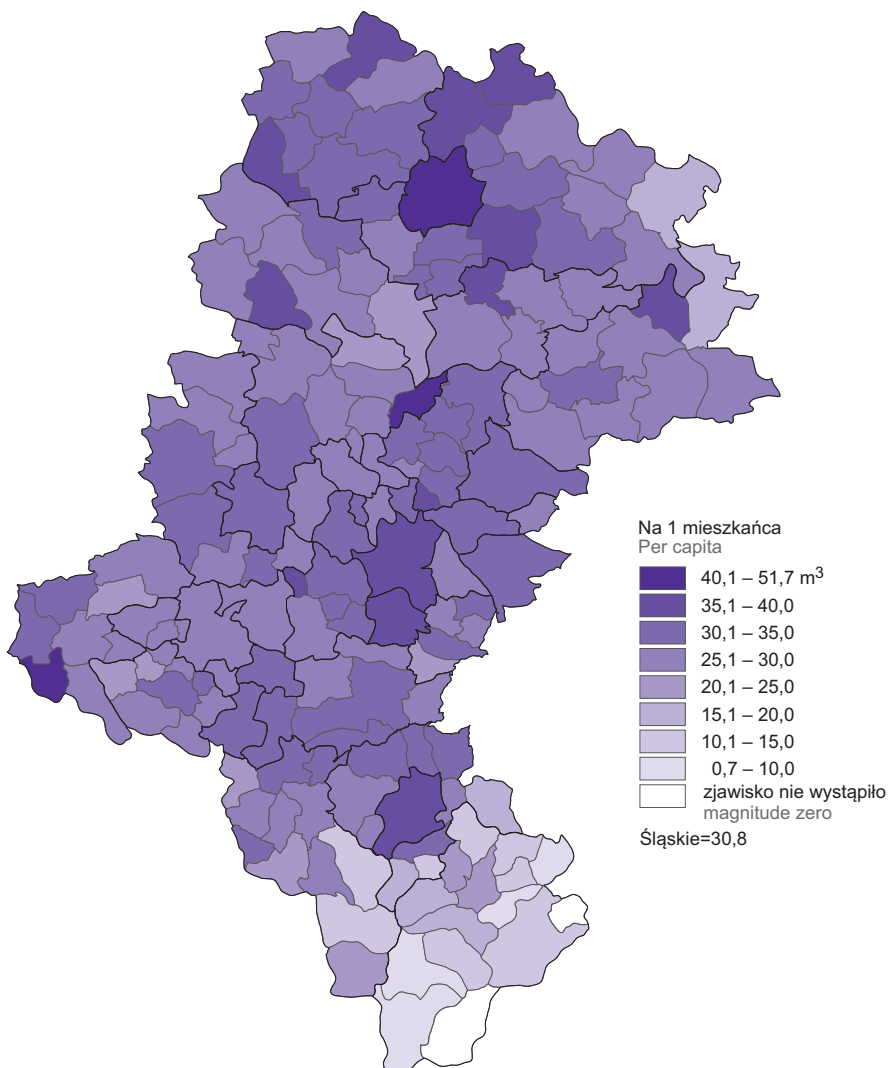 Na 1 mieszkańca
Per capita
40,1 – 51,7 m³
35,1 – 40,0
30,1 – 35,0
25,1 – 30,0
20,1 – 25,0
15,1 – 20,0
10,1 – 15,0
0,7 – 10,0
zjawisko nie wystąpiło
magnitude zero
Śląskie=30,8